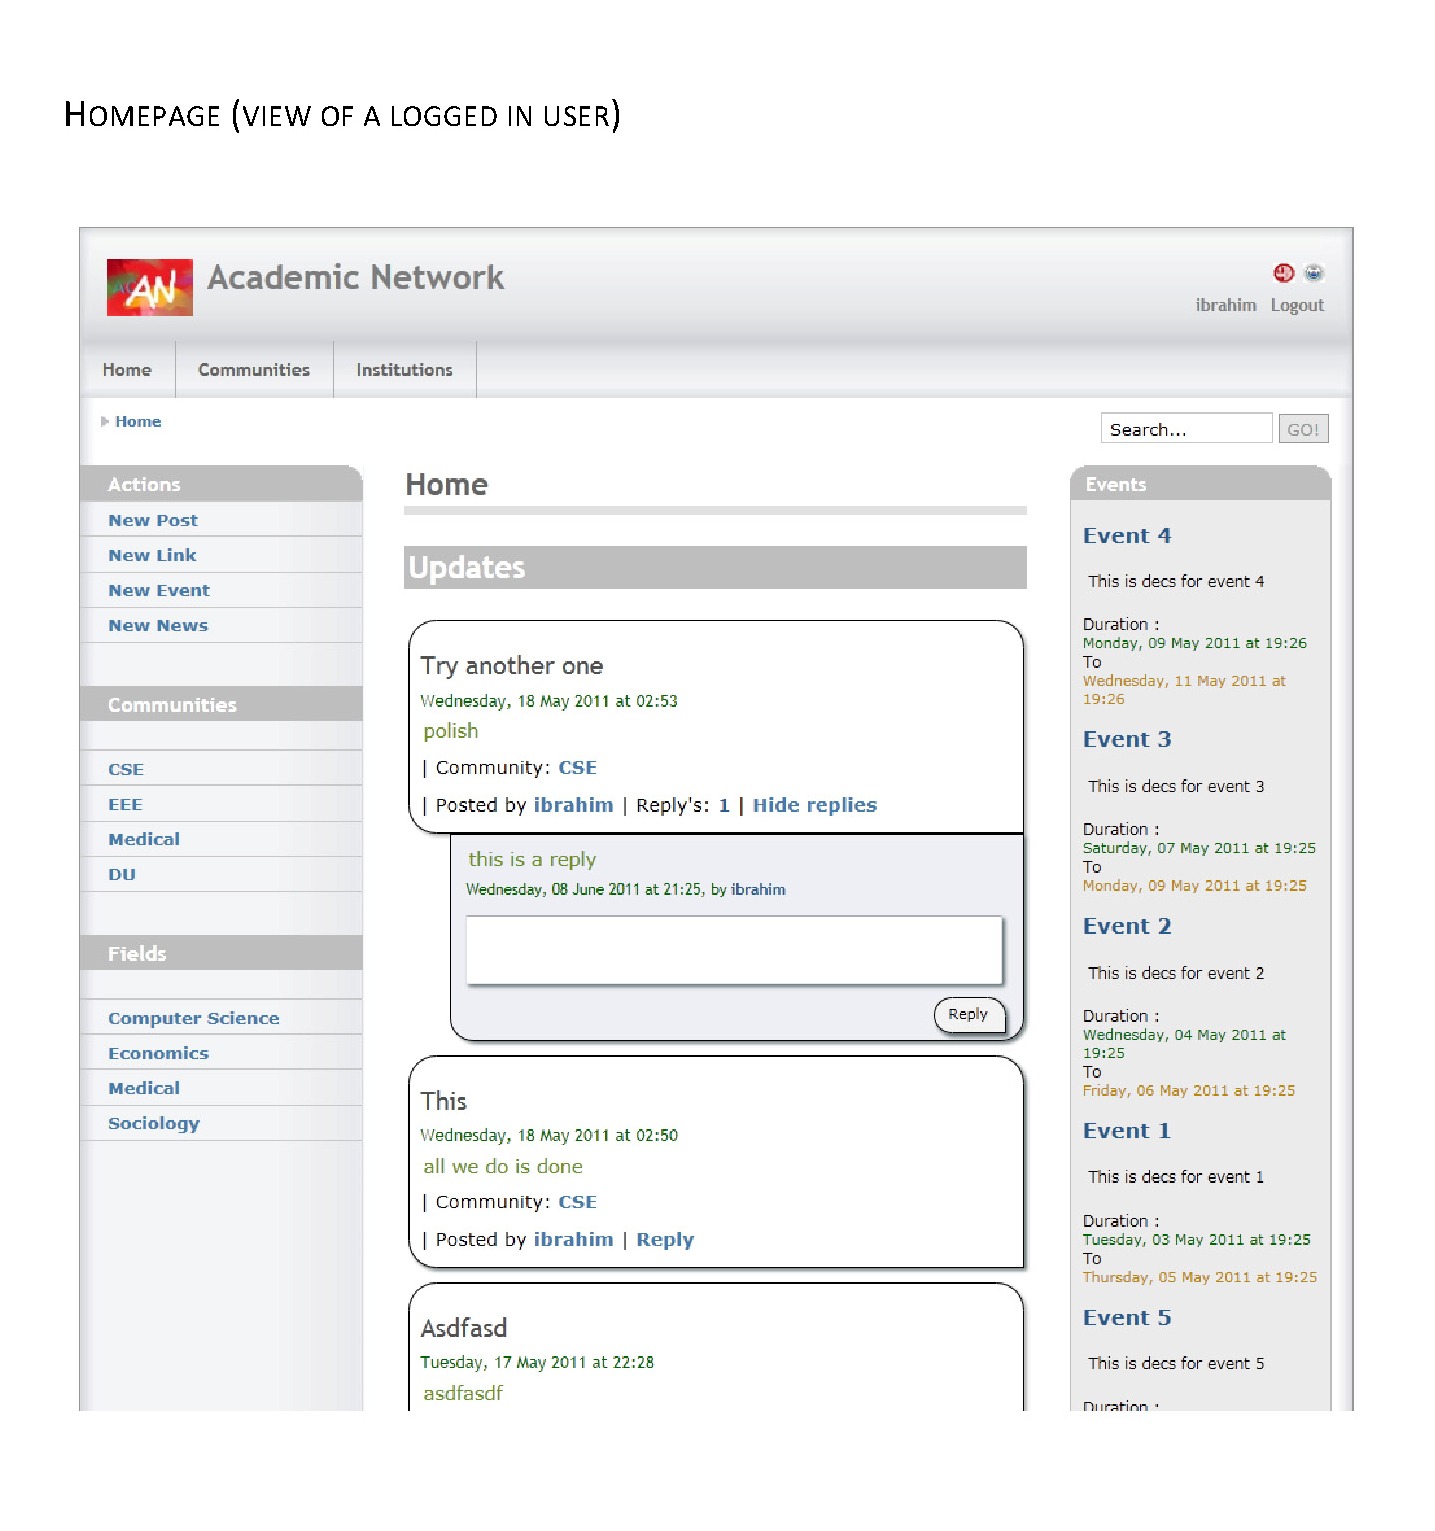 HOMEPAGE (VIEW OF A LOGGED IN USER)
AN
Academic Network
ibrahim Logout
Home Communities Institutions
Home
Search... GO!
Actions
New Post
New Link
New Event
New News
Communities
CSE
EEE
Medical
DU
Fields
Computer Science
Economics
Medical
Sociology
Home
Updates
Try another one
Wednesday, 18 May 2011 at 02:53
polish
| Community: CSE
| Posted by ibrahim | Reply's: 1 | Hide replies
this is a reply
Wednesday, 08 June 2011 at 21:25, by ibrahim
Reply
This
Wednesday, 18 May 2011 at 02:50
all we do is done
| Community: CSE
| Posted by ibrahim | Reply
Asdfasd
Tuesday, 17 May 2011 at 22:28
asdfasdf
Events
Event 4
This is decs for event 4
Duration :
Monday, 09 May 2011 at 19:26
To
Wednesday, 11 May 2011 at
19:26
Event 3
This is decs for event 3
Duration :
Saturday, 07 May 2011 at 19:25
To
Monday, 09 May 2011 at 19:25
Event 2
This is decs for event 2
Duration :
Wednesday, 04 May 2011 at
19:25
To
Friday, 06 May 2011 at 19:25
Event 1
This is decs for event 1
Duration :
Tuesday, 03 May 2011 at 19:25
To
Thursday, 05 May 2011 at 19:25
Event 5
This is decs for event 5
Duration :